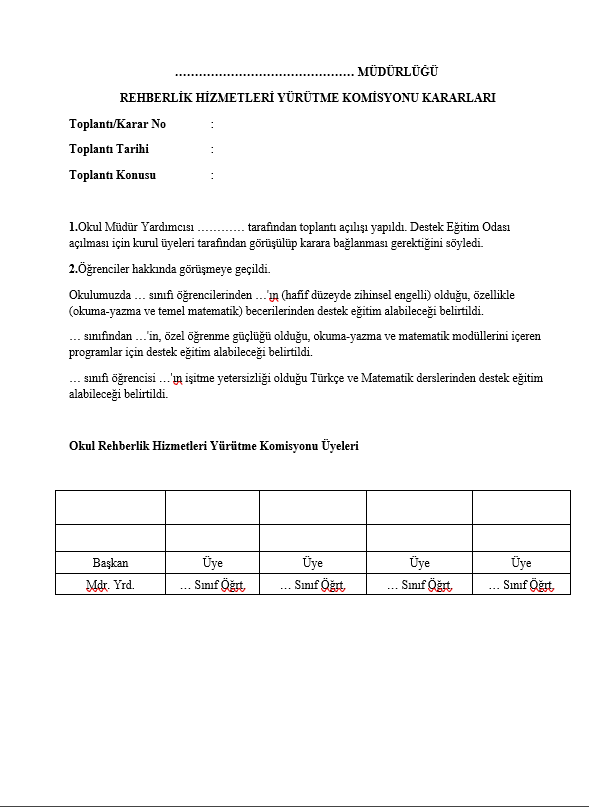 ………………………………………… MÜDÜRLÜĞÜ
REHBERLİK HİZMETLERİ YÜRÜTME KOMİSYONU KARARLARI
Toplantı/Karar No :
Toplantı Tarihi :
Toplantı Konusu :
1.Okul Müdür Yardımcısı ………… tarafından toplantı açılışı yapıldı. Destek Eğitim Odası
açılması için kurul üyeleri tarafından görüşülüp karara bağlanması gerektiğini söyledi.
2.Öğrenciler hakkında görüşmeye geçildi.
Okulumuzda … sınıfı öğrencilerinden …'ın (hafif düzeyde zihinsel engelli) olduğu, özellikle
(okuma-yazma ve temel matematik) becerilerinden destek eğitim alabileceği belirtildi.
… sınıfından …'in, özel öğrenme güçlüğü olduğu, okuma-yazma ve matematik modüllerini içeren
programlar için destek eğitim alabileceği belirtildi.
… sınıfı öğrencisi …'ın işitme yetersizliği olduğu Türkçe ve Matematik derslerinden destek eğitim
alabileceği belirtildi.
Okul Rehberlik Hizmetleri Yürütme Komisyonu Üyeleri
Başkan Üye Üye Üye Üye
Mdr. Yrd. … Sınıf Öğrt. … Sınıf Öğrt. … Sınıf Öğrt. … Sınıf Öğrt.